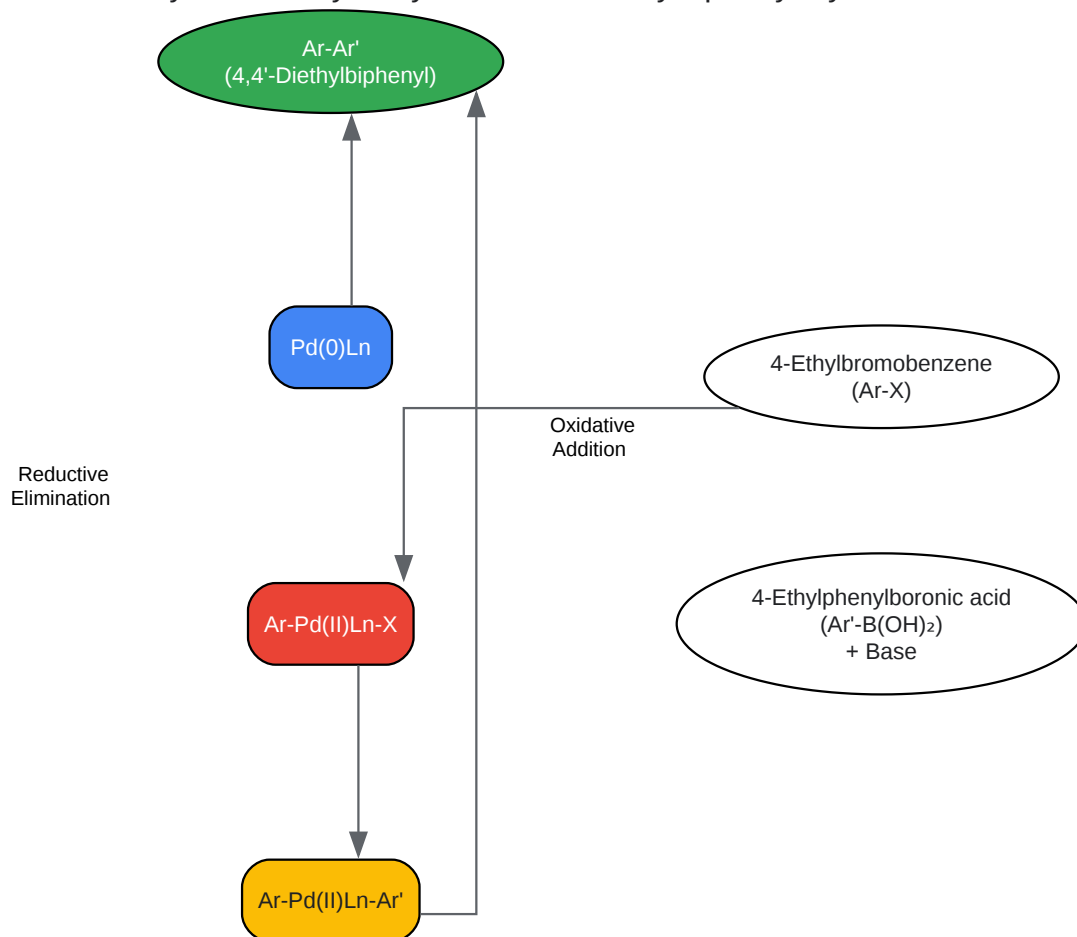 Ar-Ar'
(4,4'-Diethylbiphenyl)
Pd(0)Ln
4-Ethylbromobenzene
(Ar-X)
Oxidative
Addition
Reductive
Elimination
4-Ethylphenylboronic acid
(Ar'-B(OH)₂)
+ Base
Ar-Pd(II)Ln-X
Ar-Pd(II)Ln-Ar'